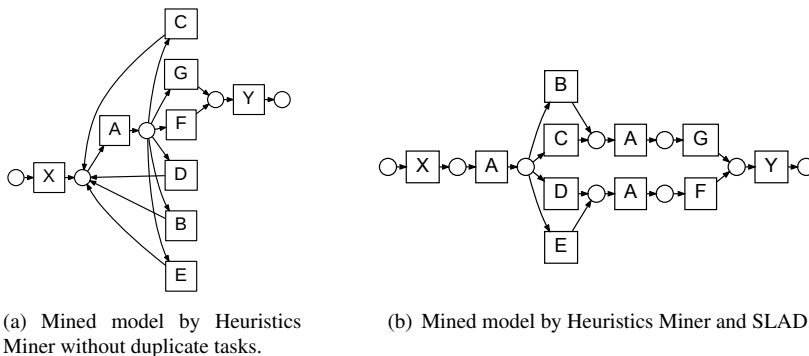 C
G
A
F
Y
X
D
B
E
B
C
A
G
X
A
Y
D
A
F
E
(a) Mined model by Heuristics
Miner without duplicate tasks.
(b) Mined model by Heuristics Miner and SLAD